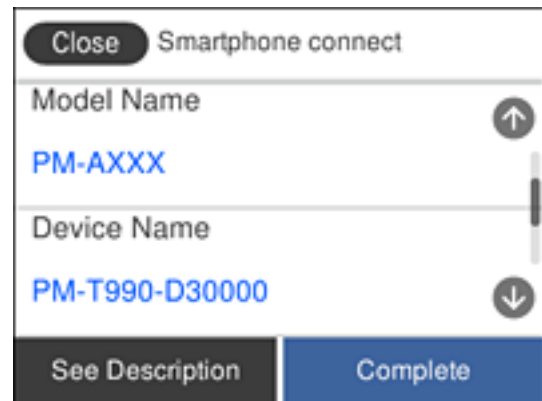 Close Smartphone connect
Model Name
PM-AXXX
Device Name
PM-T990-D30000
See Description Complete